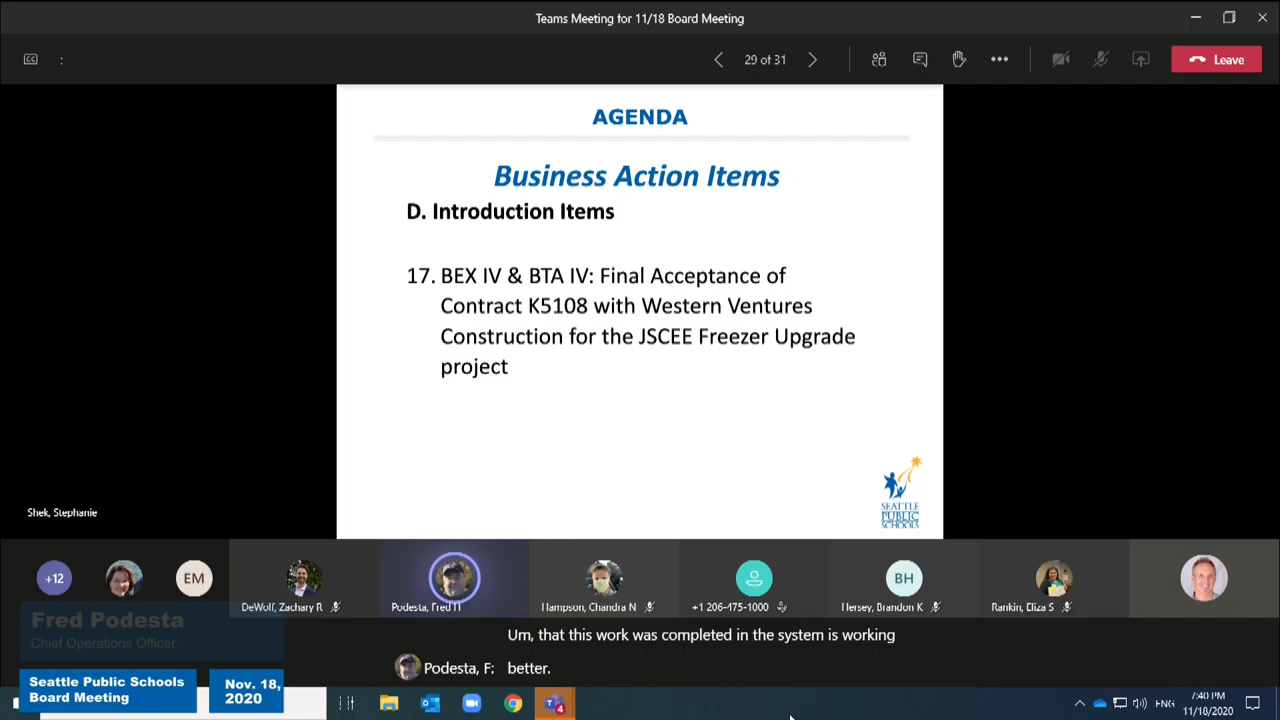 Teams Meeting for 11/18 Board Meeting
CC :
29 of 31
Leave
AGENDA
Business Action Items
D. Introduction Items
17. BEX IV & BTA IV: Final Acceptance of
Contract K5108 with Western Ventures
Construction for the JSCEE Freezer Upgrade
project
SEATTLE
PUBLIC
SCHOOLS
Shek, Stephanie
+12
EM
BH
DeWolf, Zachary R
Podesta, Fred H
Hampson, Chandra N
+1 206-475-1000
Hersey, Brandon K
Rankin, Eliza S
Fred Podesta
Chief Operations Officer
Um, that this work was completed in the system is working
Podesta, F: better.
Seattle Public Schools
Board Meeting
Nov. 18,
2020
4
ENG
7:40 PM
11/18/2020